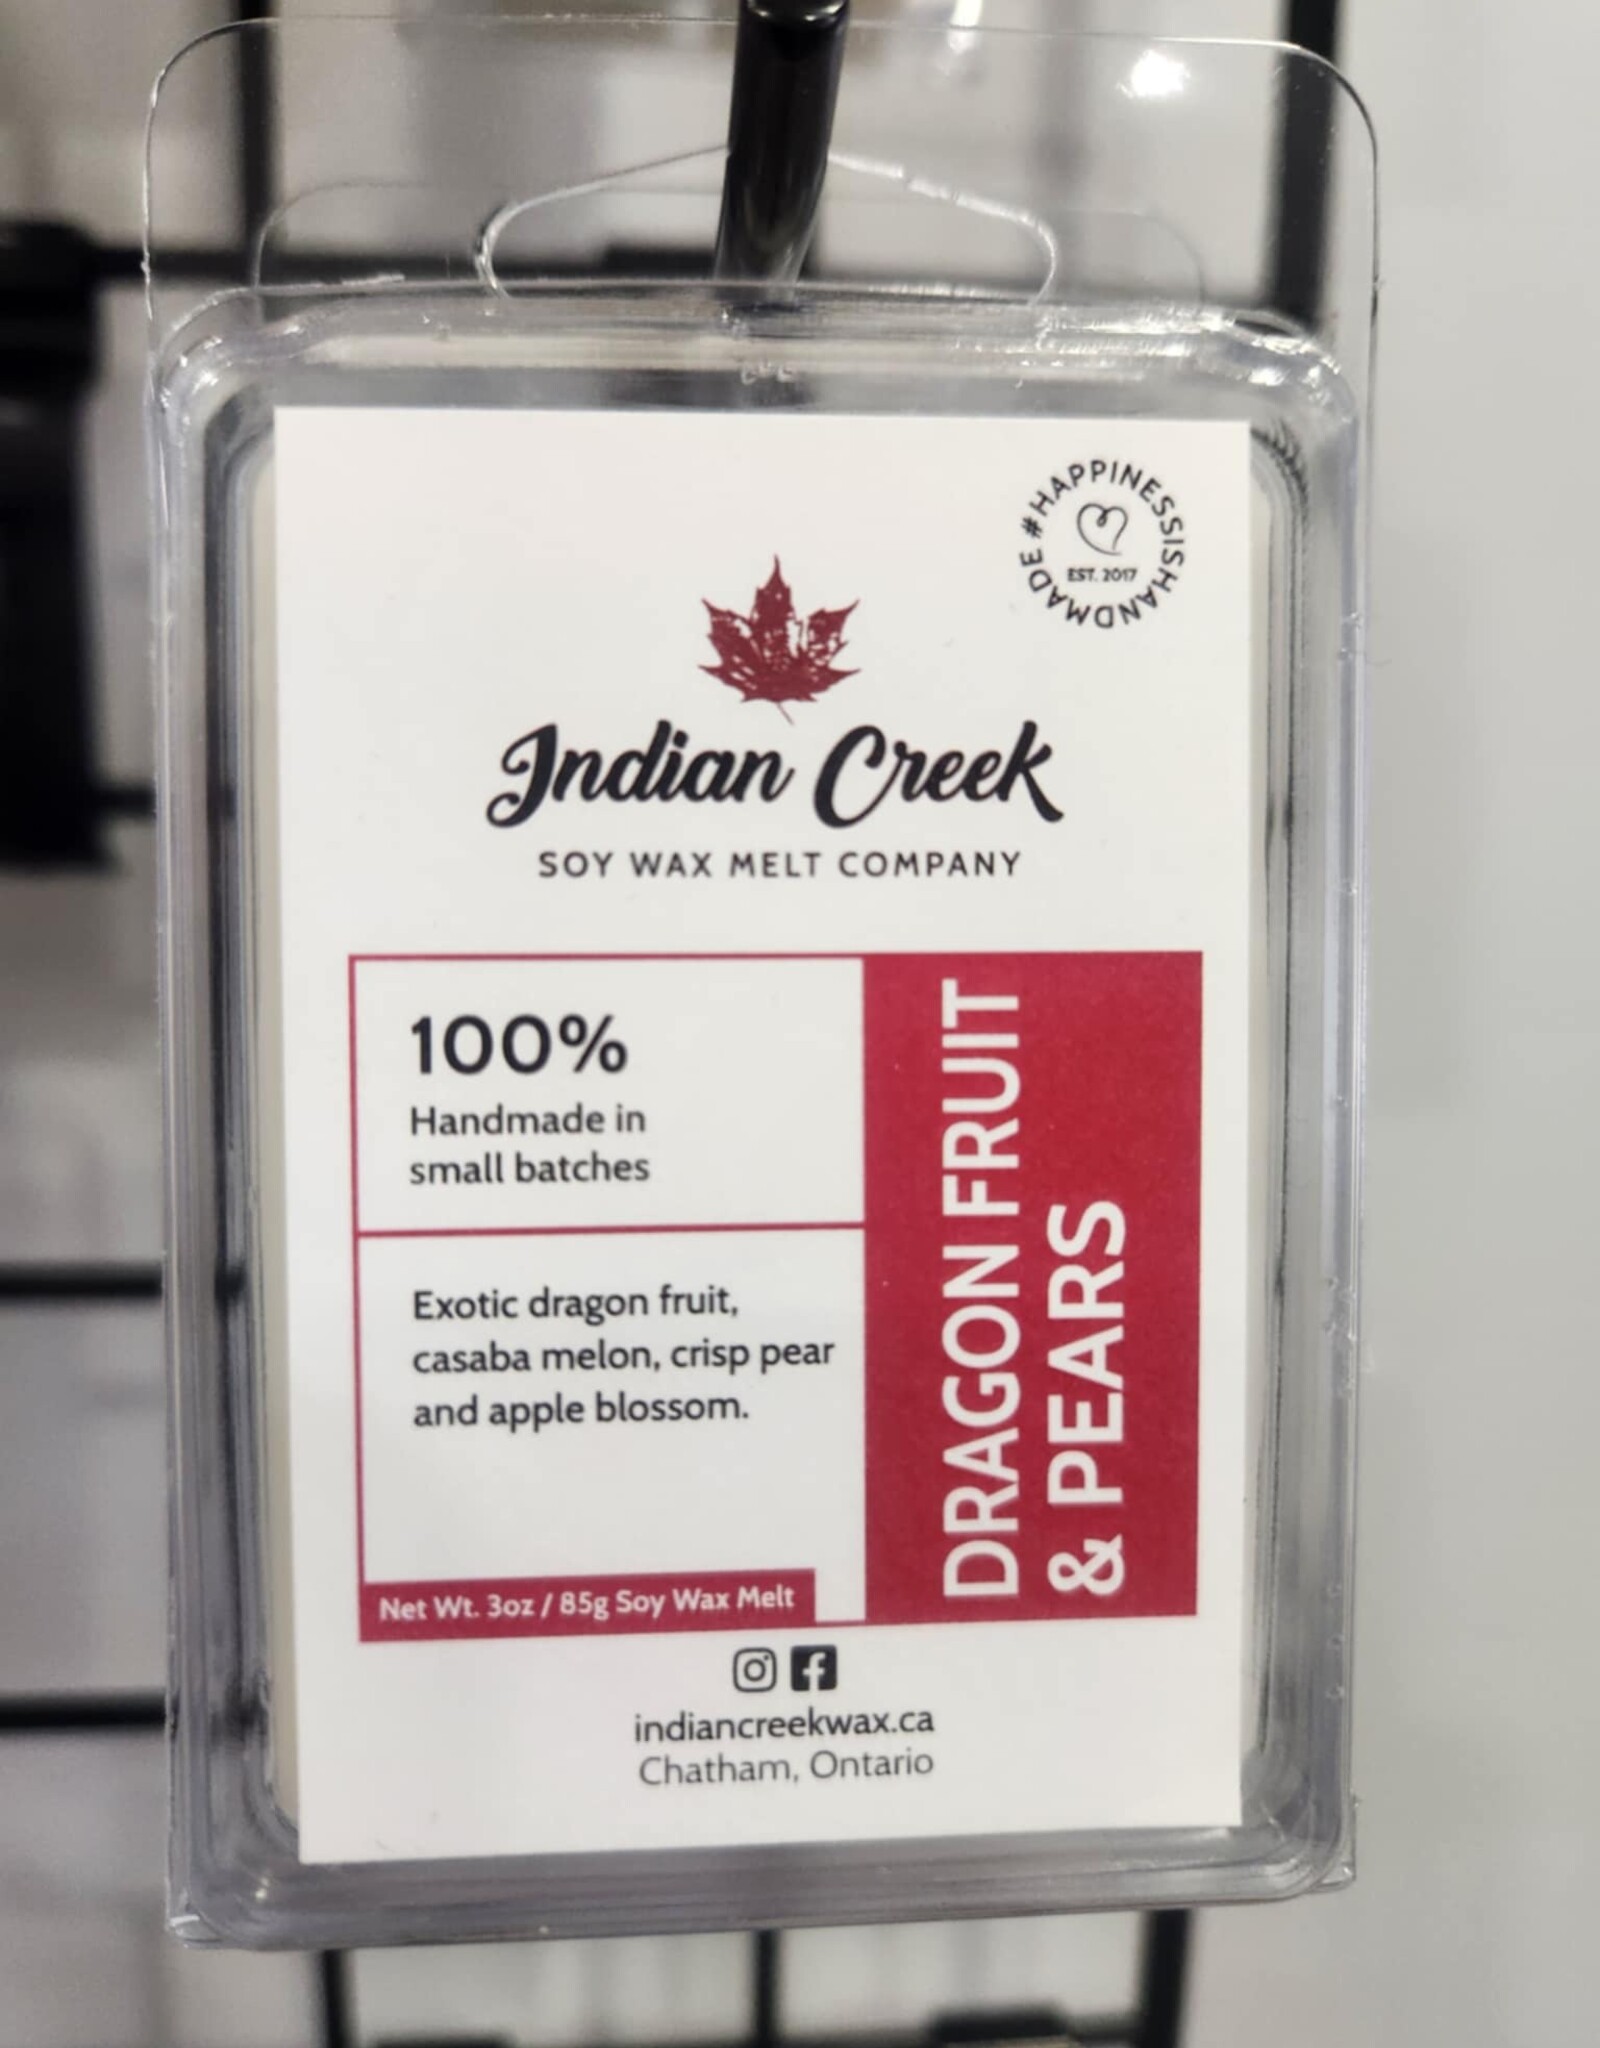 #HAPPINESSISHANDMADE
EST. 2017
Indian Creek
SOY WAX MELT COMPANY
100%
Handmade in
small batches
Exotic dragon fruit,
casaba melon, crisp pear
and apple blossom.
Net Wt. 3oz / 85g Soy Wax Melt
DRAGON FRUIT
& PEARS
indiancreekwax.ca
Chatham, Ontario